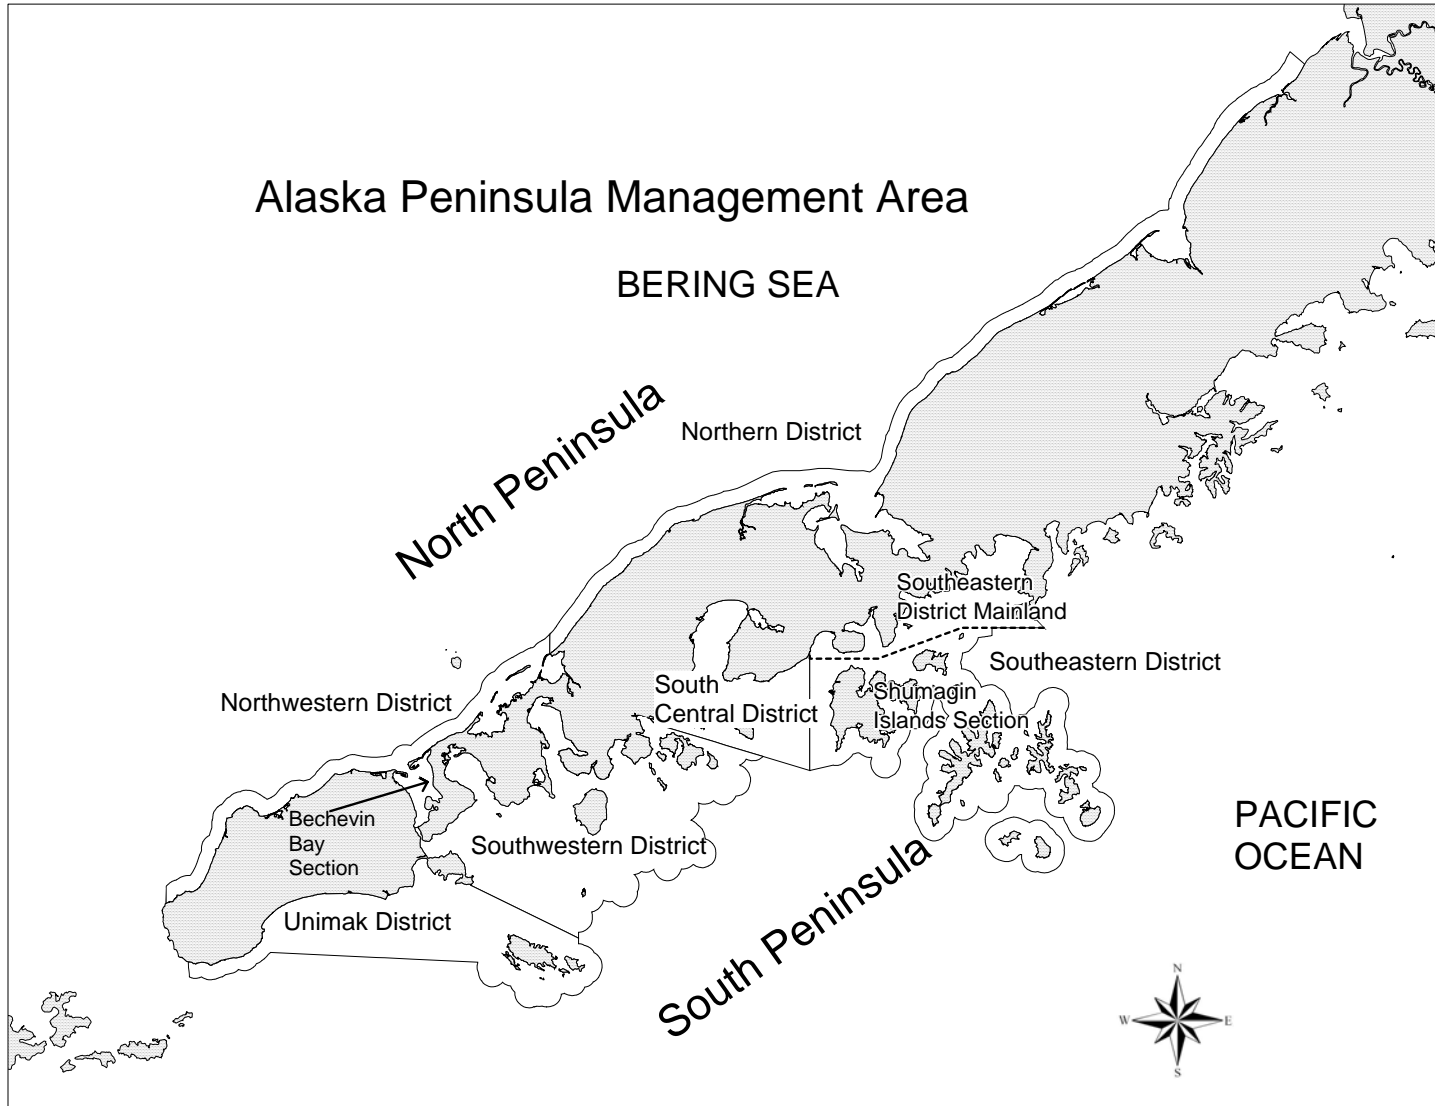 Alaska Peninsula Management Area
BERING SEA
North Peninsula
Northern District
Southeastern
District Mainland
Southeastern District
South
Central District
Shumagin
Islands Section
Northwestern District
Bechevin
Bay
Section
Southwestern District
PACIFIC
OCEAN
Unimak District
South Peninsula
N
W
E
S